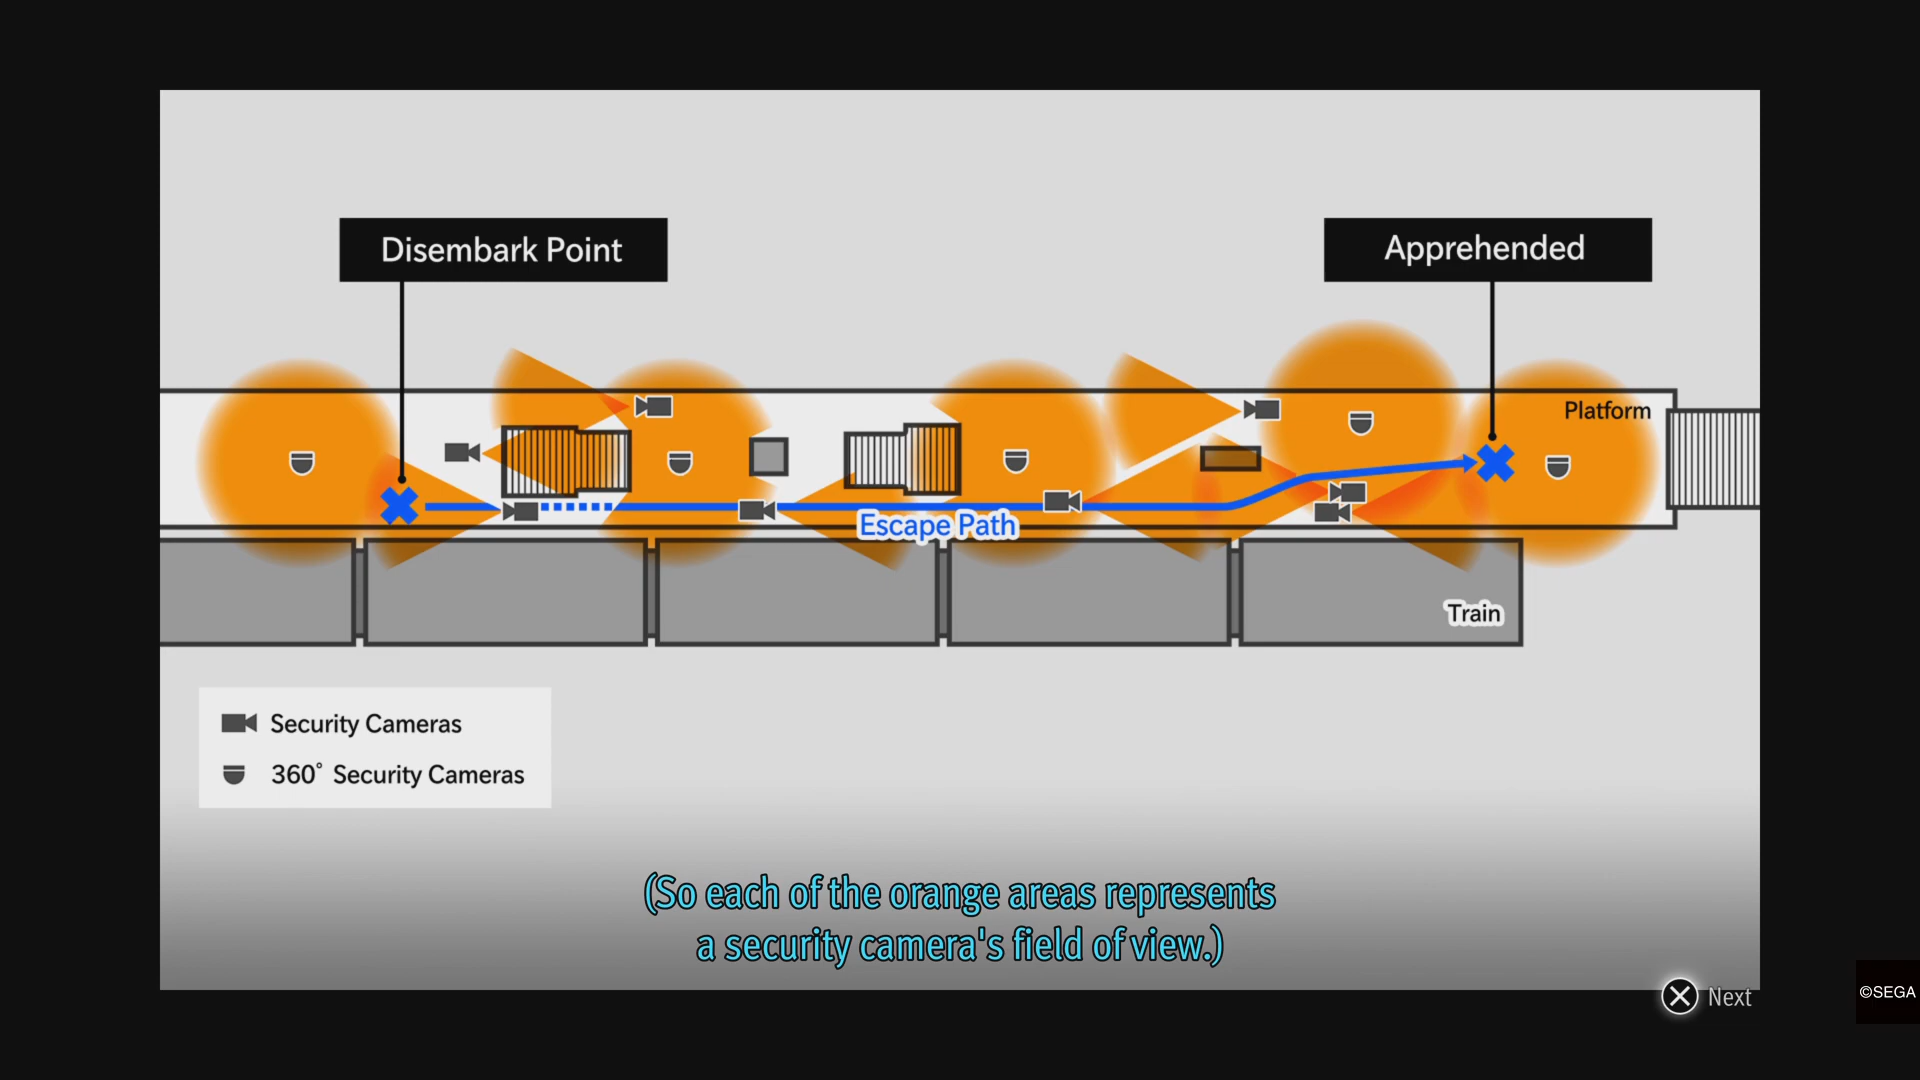 Disembark Point
Apprehended
Platform
Escape Path
Train
Security Cameras
360° Security Cameras
(So each of the orange areas represents
a security camera's field of view.)
Next
©SEGA